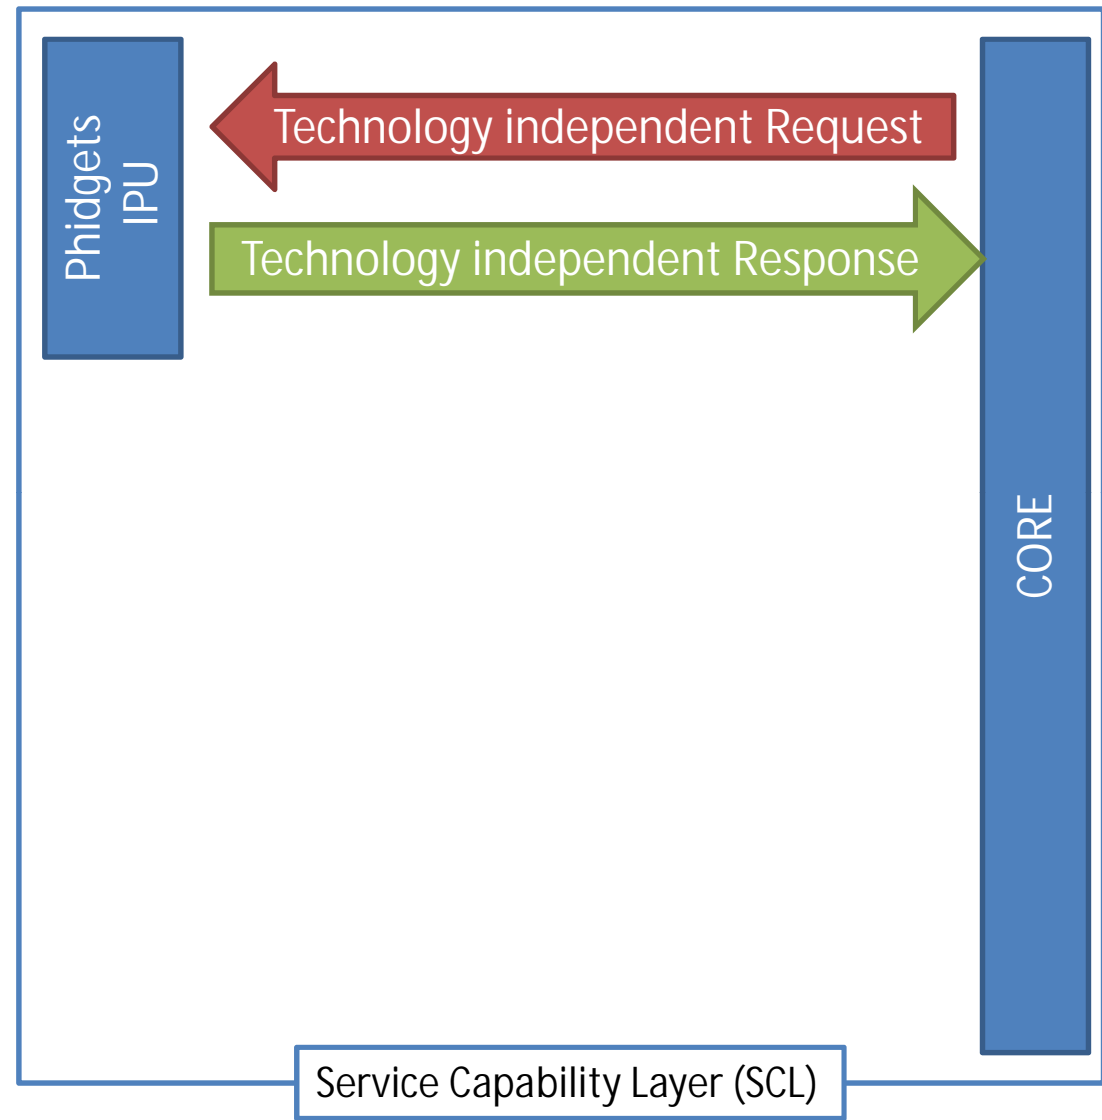 Phidgets
IPU
Technology independent Request
Technology independent Response
CORE
Service Capability Layer (SCL)